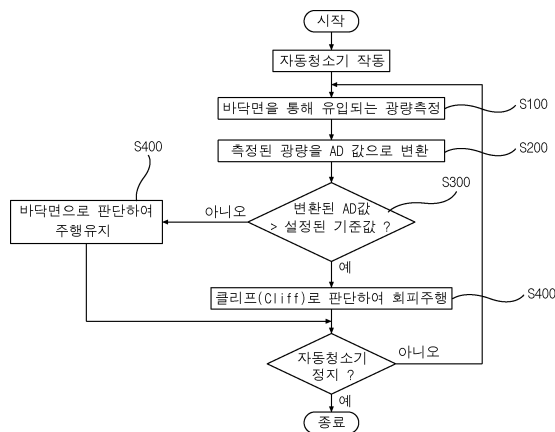 시작
자동청소기 작동
바닥면을 통해 유입되는 광량측정
S100
측정된 광량을 AD 값으로 변환
S200
S400
S300
변환된 AD값
> 설정된 기준값 ?
아니오
바닥면으로 판단하여
주행유지
예
클리프(Cliff)로 판단하여 회피주행
S400
자동청소기
정지 ?
아니오
예
종료